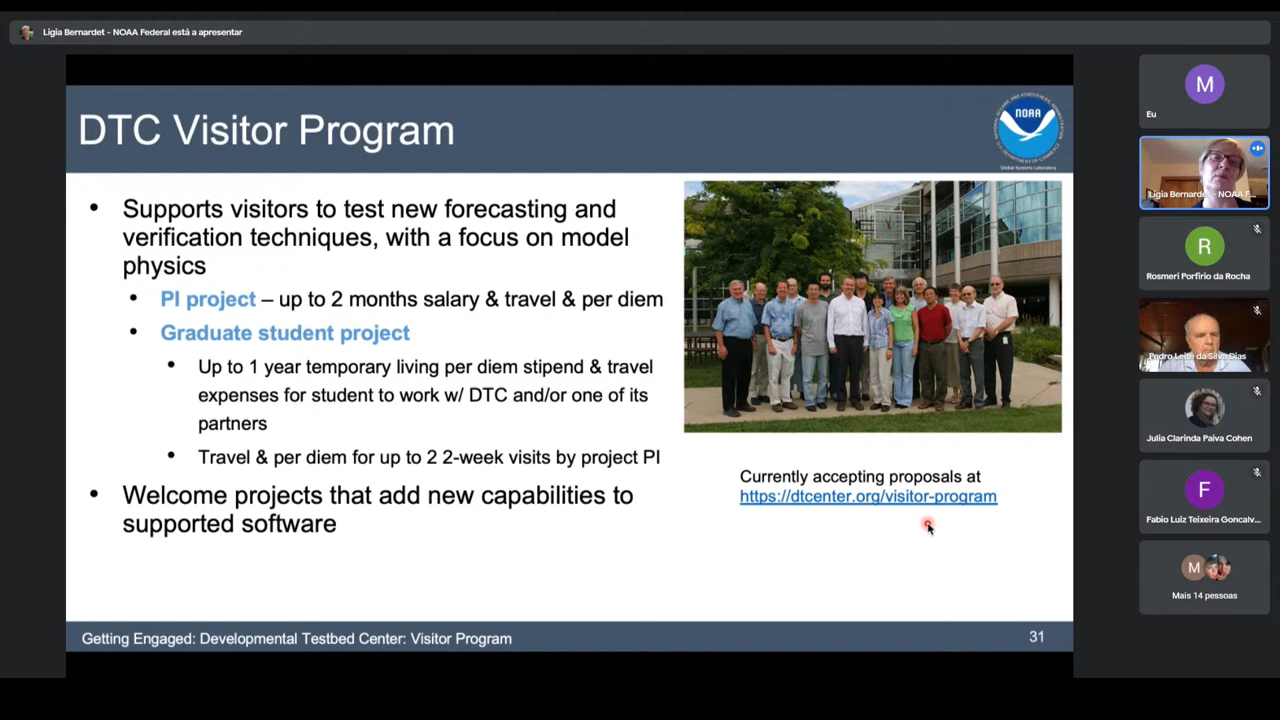 Ligia Bernardet - NOAA Federal está a apresentar
DTC Visitor Program
NOAA
• Supports visitors to test new forecasting and
verification techniques, with a focus on model
physics
• PI project – up to 2 months salary & travel & per diem
• Graduate student project
• Up to 1 year temporary living per diem stipend & travel
expenses for student to work w/ DTC and/or one of its
partners
• Travel & per diem for up to 2 2-week visits by project PI
• Welcome projects that add new capabilities to
supported software
Currently accepting proposals at
https://dtcenter.org/visitor-program
Getting Engaged: Developmental Testbed Center: Visitor Program
31
M
Eu
Ligia Bernardet - NOAA F...
R
Rosmeri Porfirio da Rocha
Pedro Leite da Silva Dias
Julia Clarinda Paiva Cohen
F
Fabio Luiz Teixeira Goncalv...
M
Mais 14 pessoas